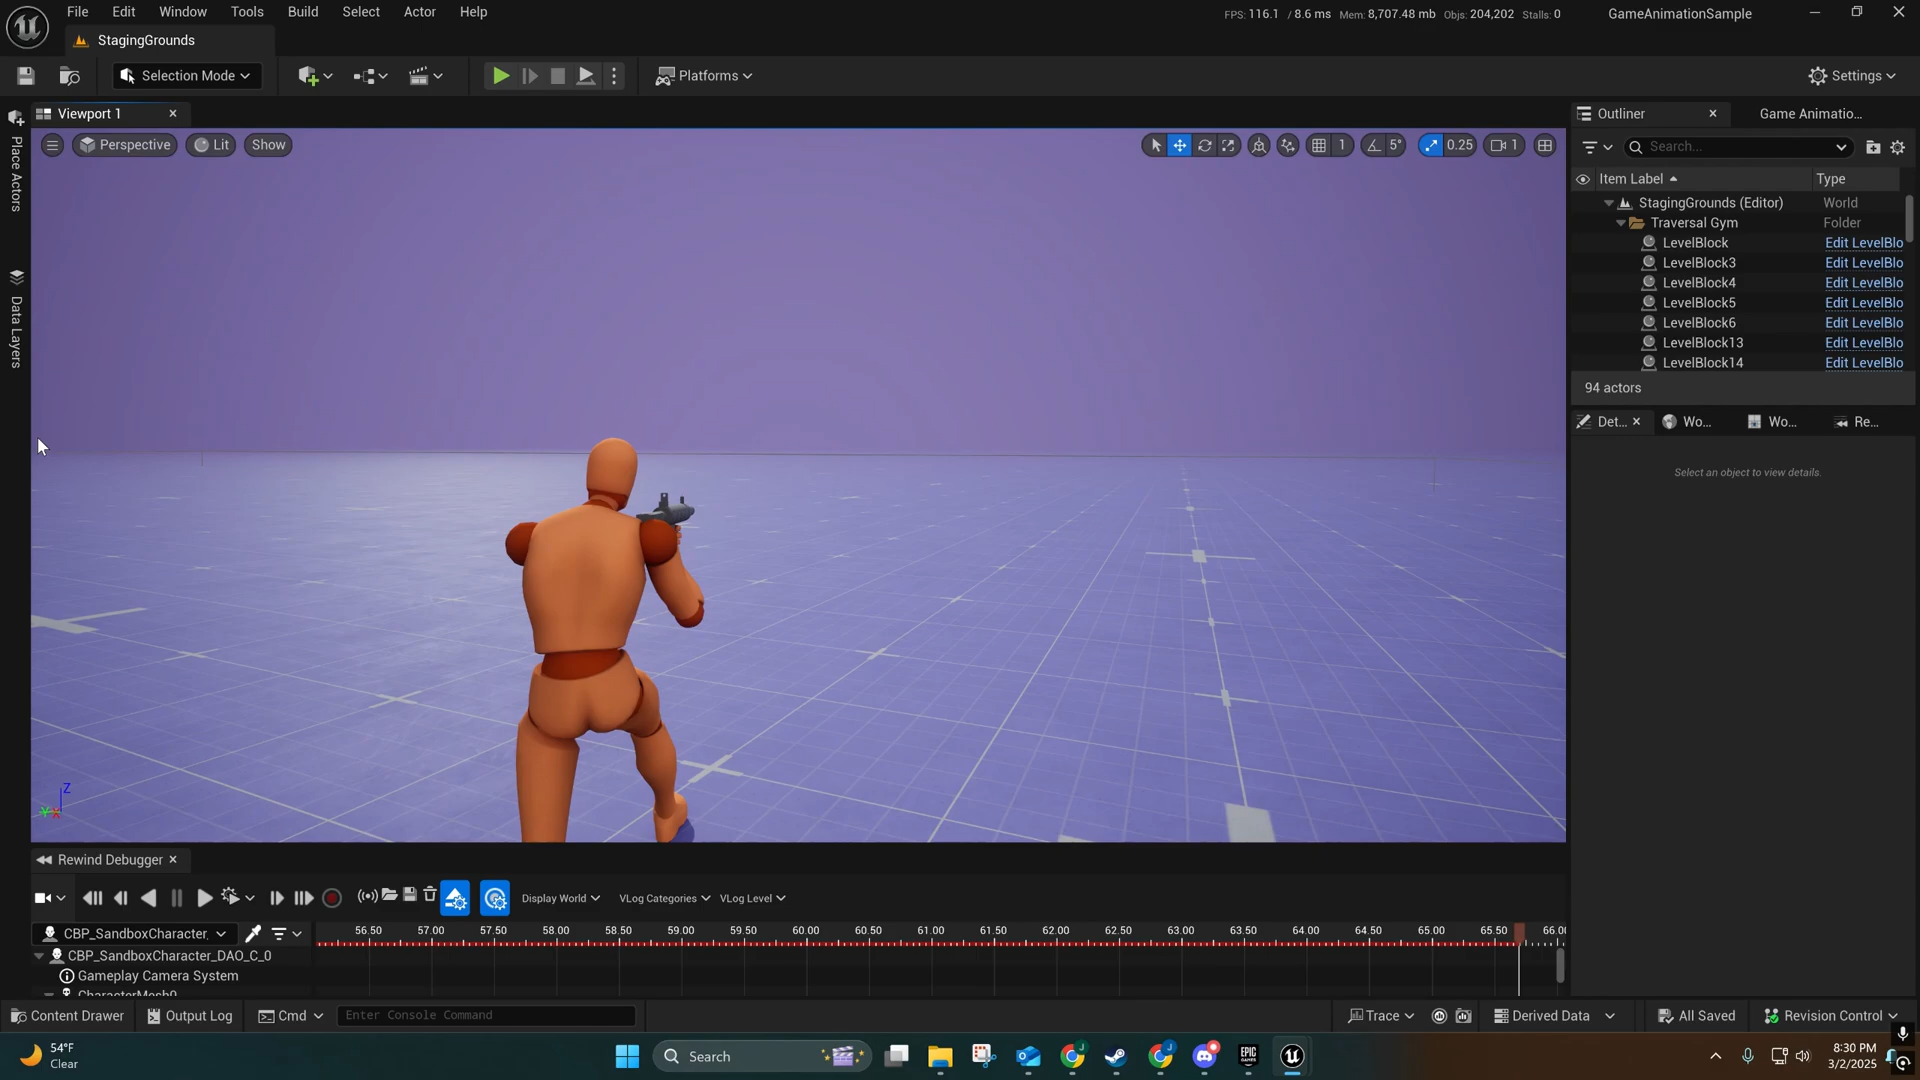 File Edit Window Tools Build Select Actor Help
FPS: 116.1 / 8.6 ms Mem: 8,707.48 mb Objs: 204,202 Stalls: 0
GameAnimationSample
StagingGrounds
Selection Mode
Platforms
Settings
Viewport 1
Outliner
Game Animatio...
Perspective Lit Show
1 5° 0.25 1
Search...
Place Actors
Data Layers
Item Label Type
StagingGrounds (Editor) World
Traversal Gym Folder
LevelBlock Edit LevelBlo
LevelBlock3 Edit LevelBlo
LevelBlock4 Edit LevelBlo
LevelBlock5 Edit LevelBlo
LevelBlock6 Edit LevelBlo
LevelBlock13 Edit LevelBlo
LevelBlock14 Edit LevelBlo
94 actors
Det... Wo... Wo... Re...
Select an object to view details.
Z
Y X
Rewind Debugger
Display World VLog Categories VLog Level
CBP_SandboxCharacter,
56.50 57.00 57.50 58.00 58.50 59.00 59.50 60.00 60.50 61.00 61.50 62.00 62.50 63.00 63.50 64.00 64.50 65.00 65.50 66.00
CBP_SandboxCharacter_DAO_C_0
Gameplay Camera System
CharacterMesh0
Content Drawer Output Log Cmd Enter Console Command
Trace Derived Data All Saved Revision Control
54°F
Clear
Search
EPIC GAMES
8:30 PM
3/2/2025